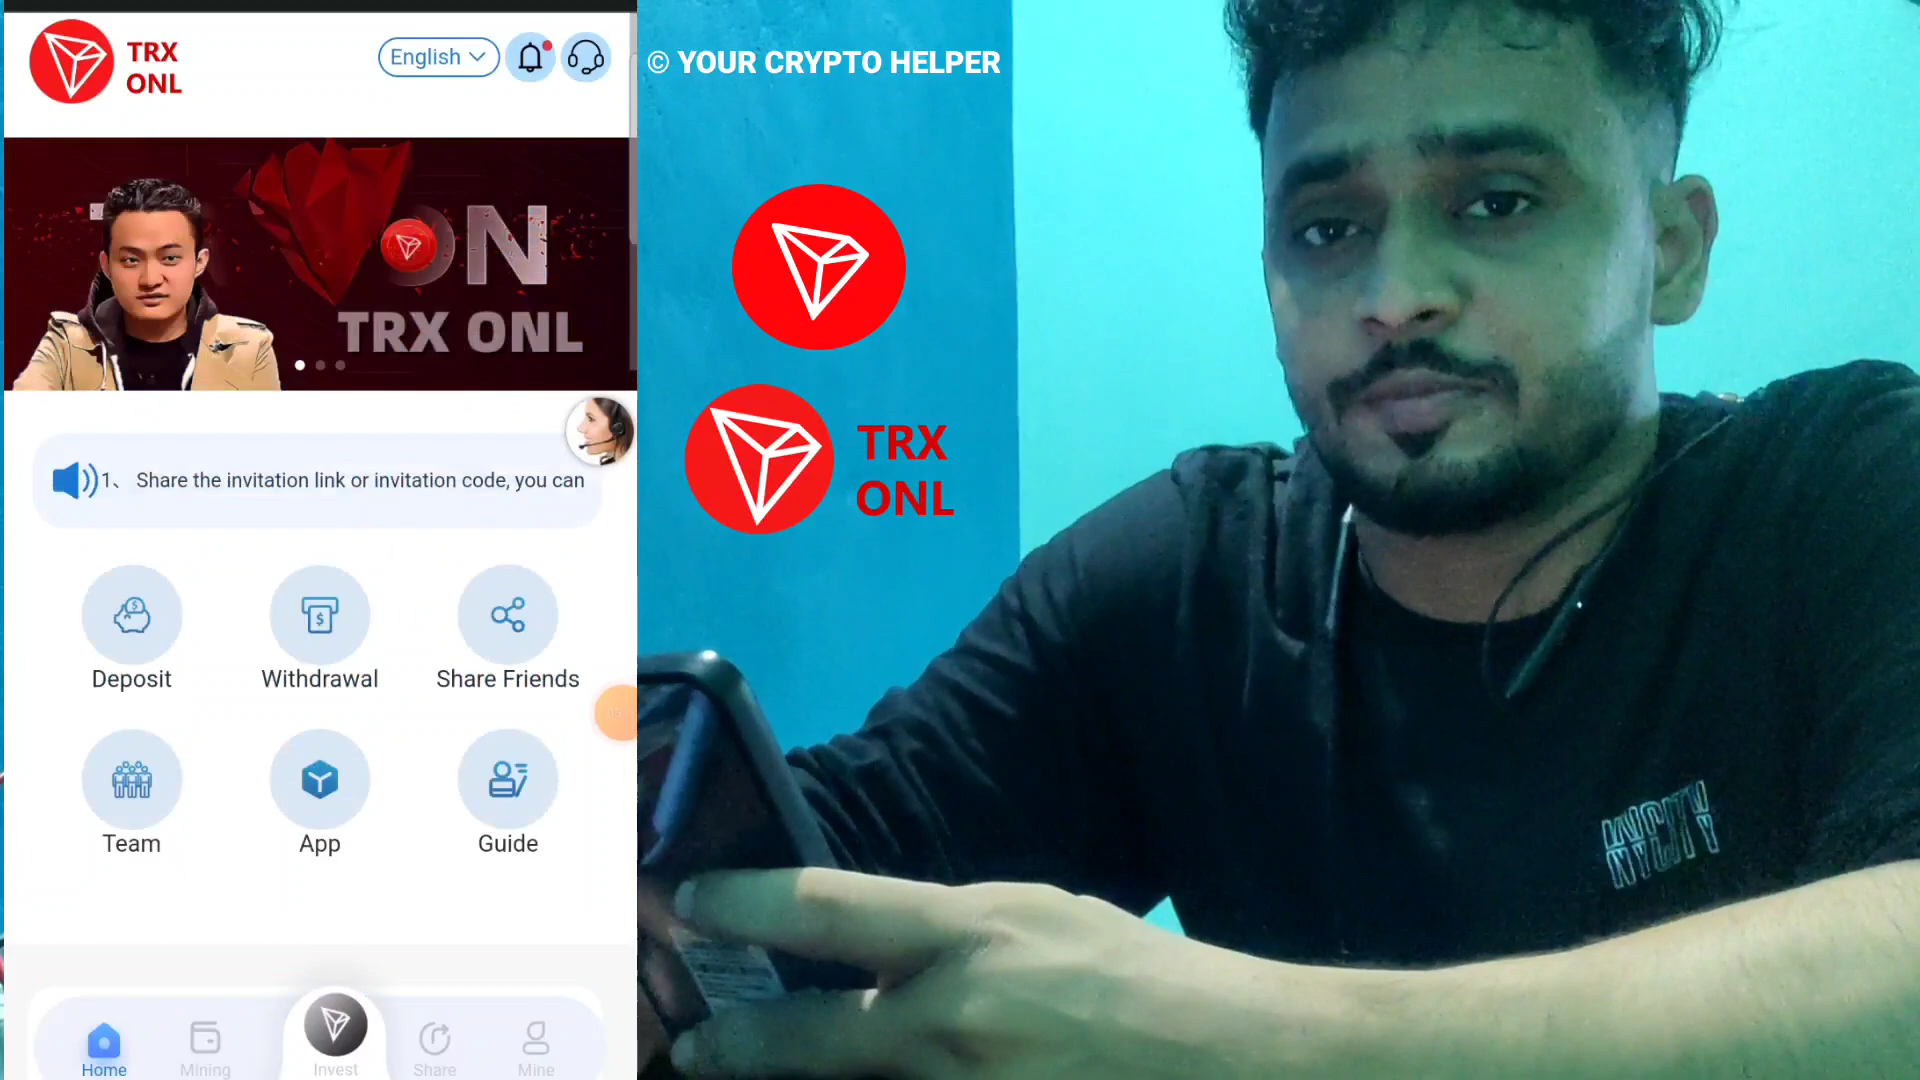 TRX
ONL
English
© YOUR CRYPTO HELPER
ON
TRX ONL
TRX
ONL
1、 Share the invitation link or invitation code, you can
Deposit
Withdrawal
Share Friends
Team
App
Guide
Home
Mining
Invest
Share
Mine